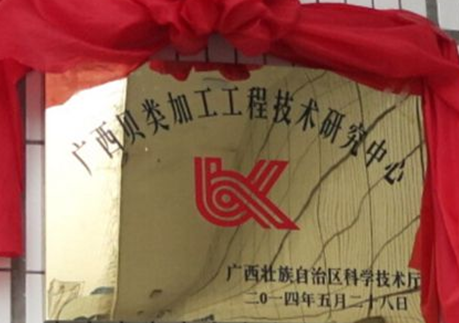 广西贝类加工工程技术研究中心
广西壮族自治区科学技术厅
二〇一四年五月二十八日